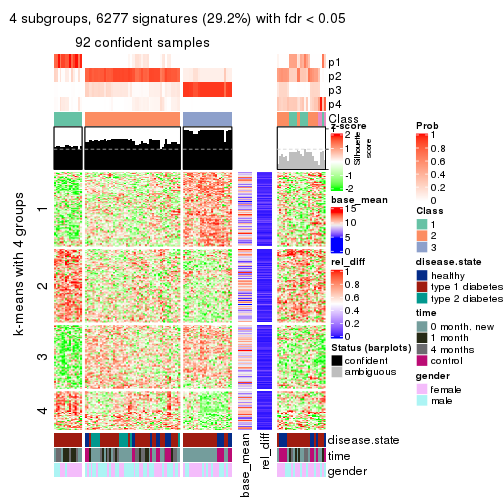 4 subgroups, 6277 signatures (29.2%) with fdr < 0.05
92 confident samples
p1
p2
p3
p4
Class
z-score
2
1
0
-1
-2
Silhouette
score
1
base_mean
15
10
5
0
rel_diff
1
0.8
0.6
0.4
0.2
0
Status (barplots)
confident
ambiguous
Prob
1
0.8
0.6
0.4
0.2
0
Class
1
2
3
disease.state
healthy
type 1 diabetes
type 2 diabetes
time
0 month. new
1 month
4 months
control
gender
female
male
k-means with 4 groups
1
2
3
4
disease.state
time
gender
base_mean
rel_diff